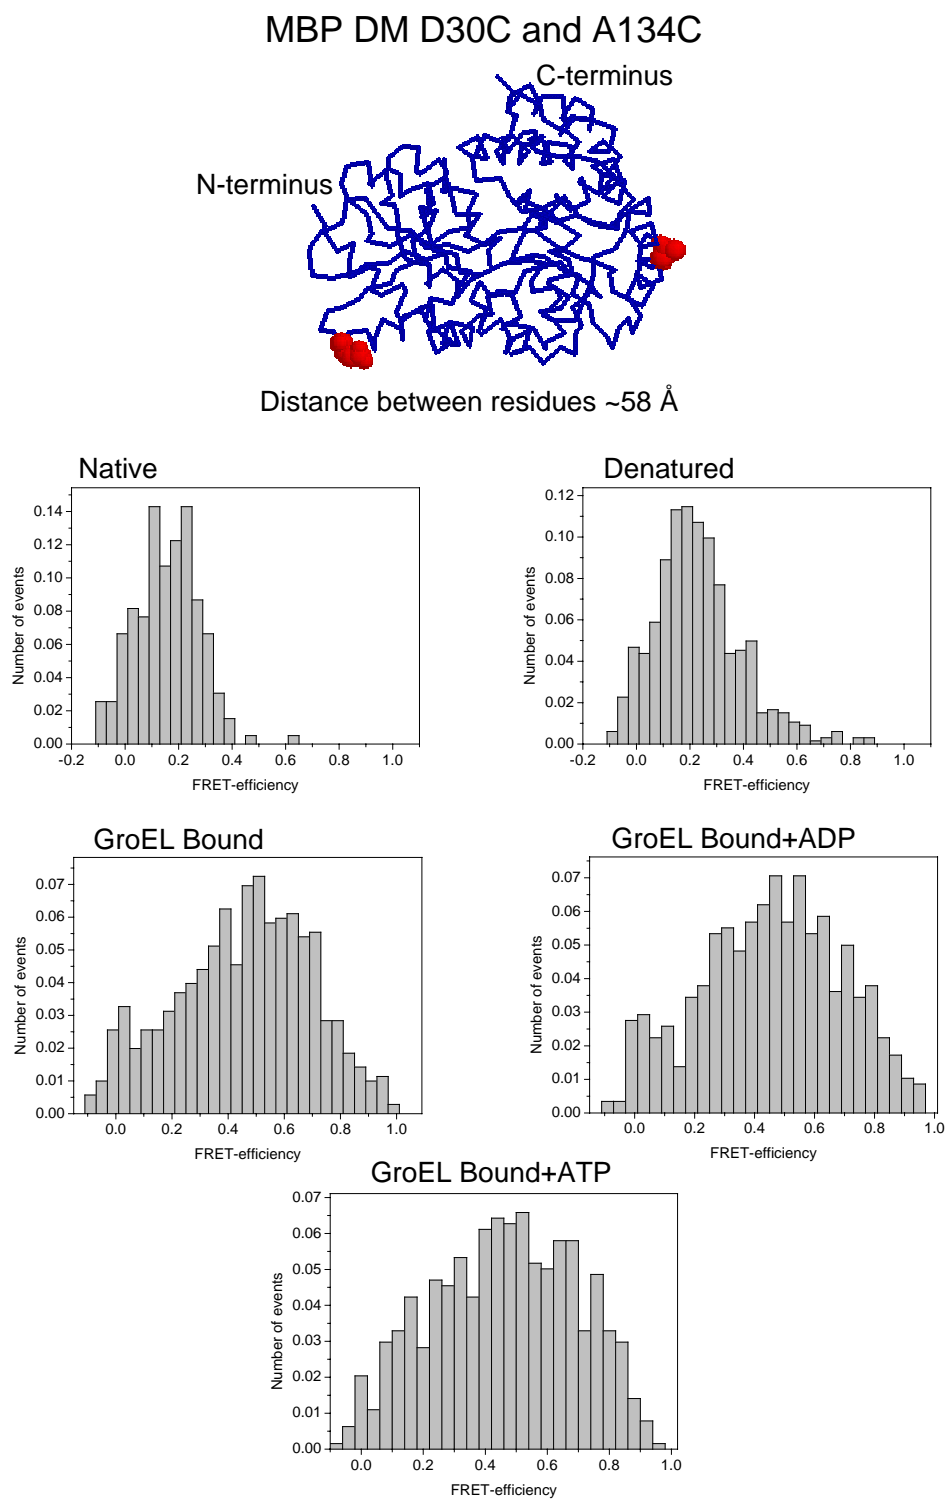 MBP DM D30C and A134C
C-terminus
N-terminus
Distance between residues ~58 Å
Native
Number of events
0.14
0.12
0.10
0.08
0.06
0.04
0.02
0.00
-0.2 0.0 0.2 0.4 0.6 0.8 1.0
FRET-efficiency
Denatured
Number of events
0.12
0.10
0.08
0.06
0.04
0.02
0.00
-0.2 0.0 0.2 0.4 0.6 0.8 1.0
FRET-efficiency
GroEL Bound
Number of events
0.07
0.06
0.05
0.04
0.03
0.02
0.01
0.00
0.0 0.2 0.4 0.6 0.8 1.0
FRET-efficiency
GroEL Bound+ADP
Number of events
0.07
0.06
0.05
0.04
0.03
0.02
0.01
0.00
0.0 0.2 0.4 0.6 0.8 1.0
FRET-efficiency
GroEL Bound+ATP
Number of events
0.07
0.06
0.05
0.04
0.03
0.02
0.01
0.00
0.0 0.2 0.4 0.6 0.8 1.0
FRET-efficiency